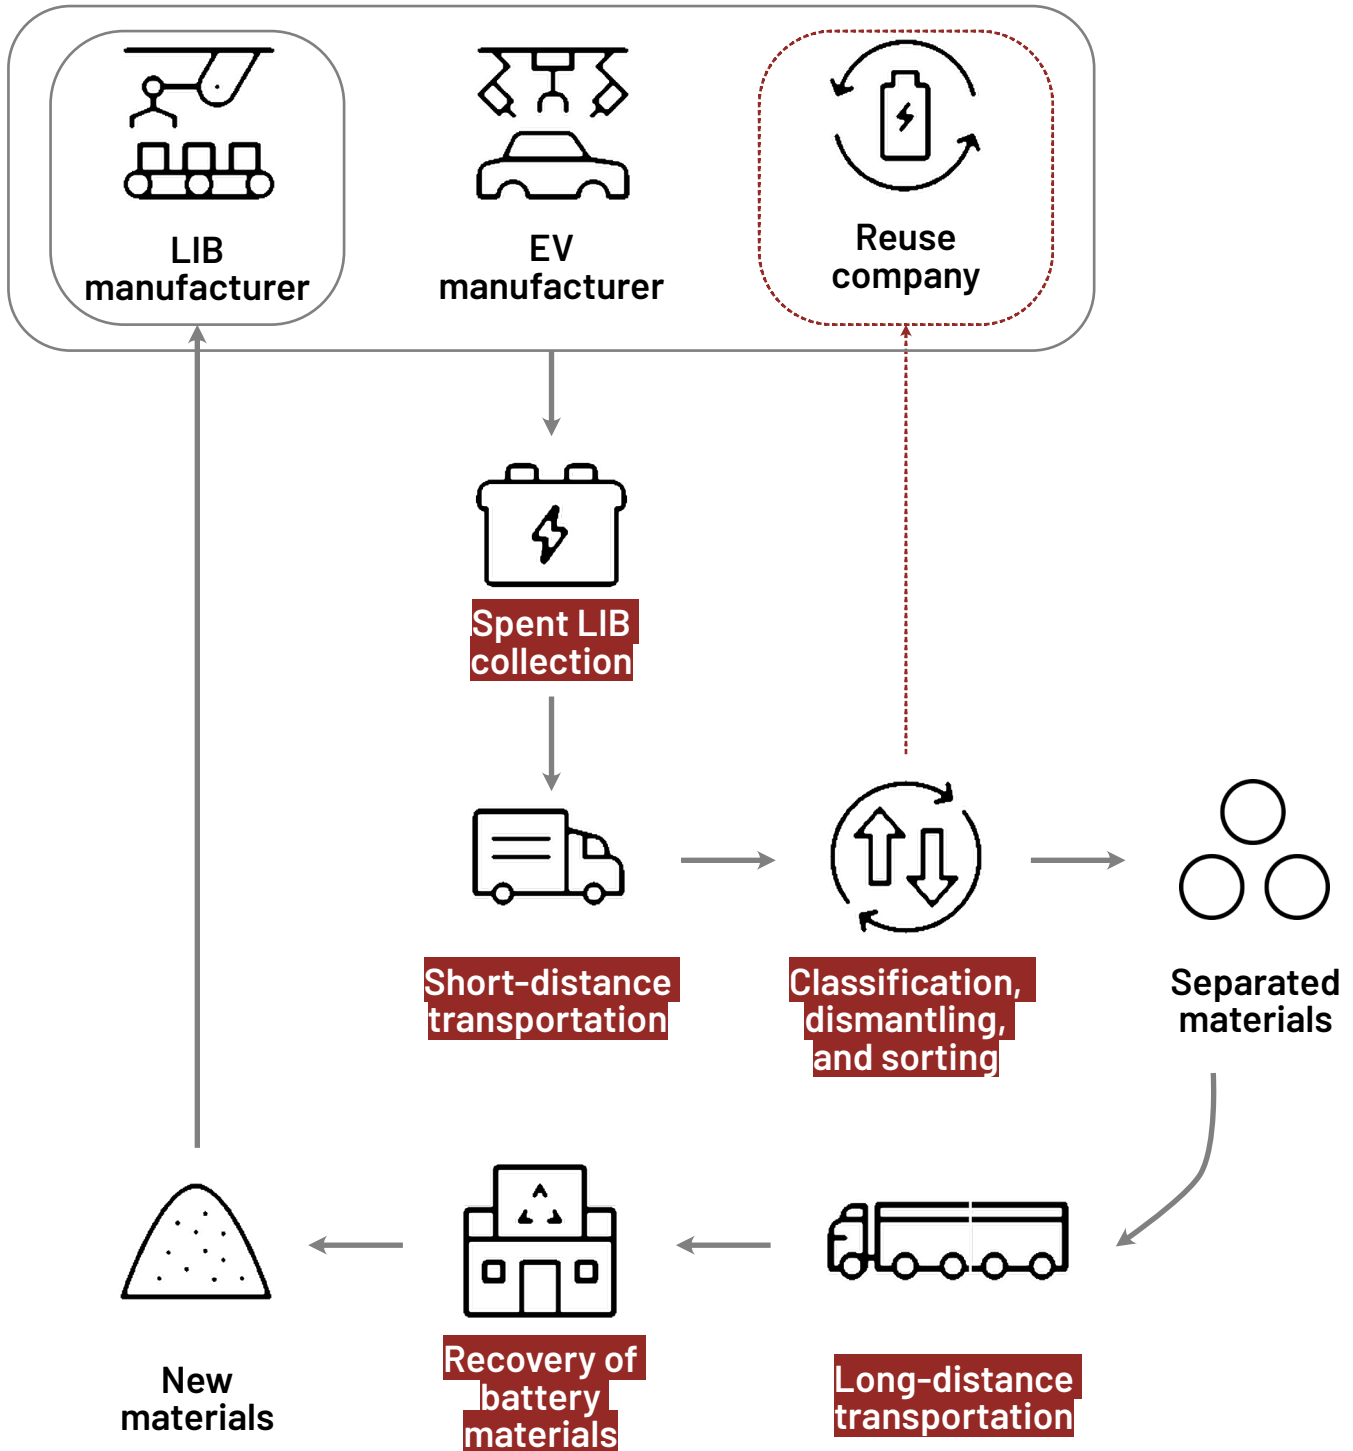 LIB
manufacturer
EV
manufacturer
Reuse
company
Spent LIB
collection
Short-distance
transportation
Classification,
dismantling,
and sorting
Separated
materials
New
materials
Recovery of
battery
materials
Long-distance
transportation